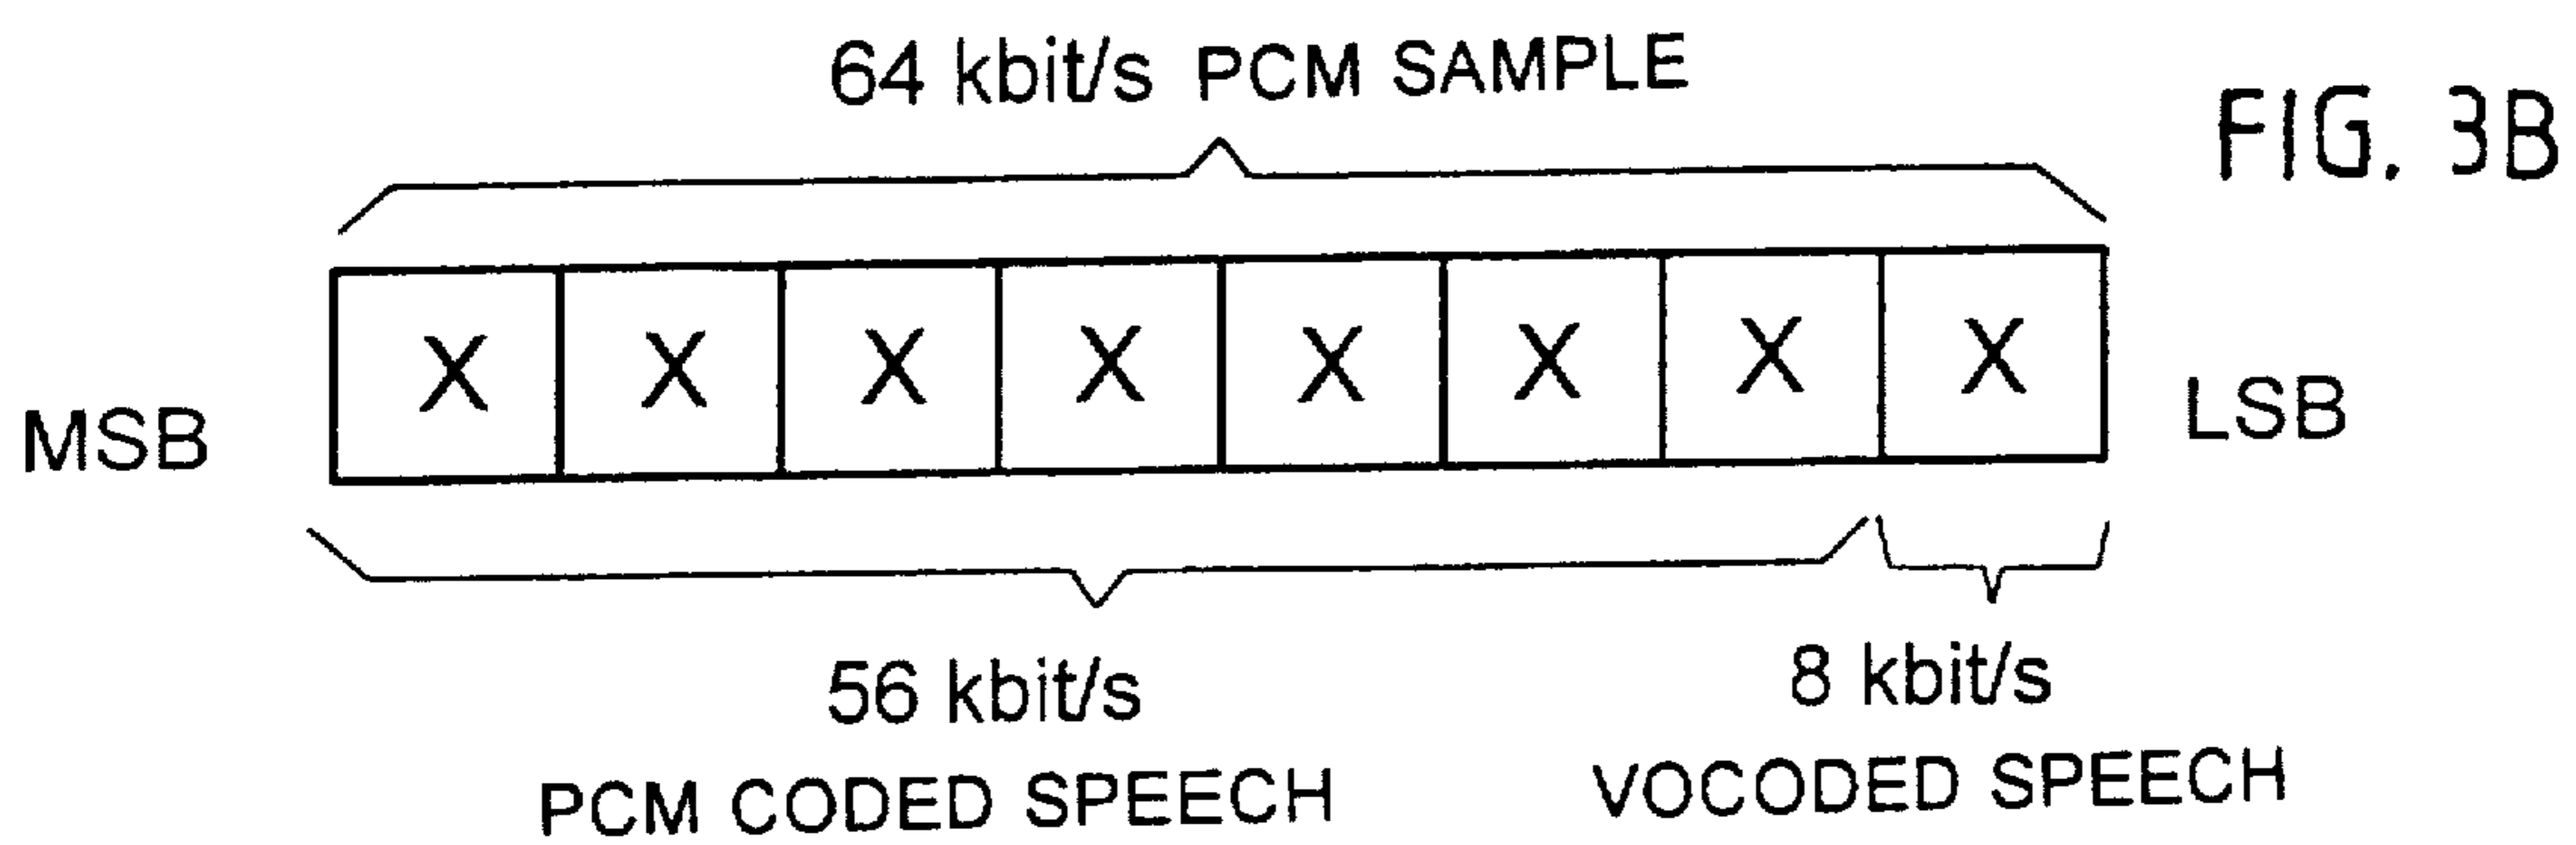 64 kbit/s PCM SAMPLE
FIG. 3B
X X X X X X X X
MSB
LSB
56 kbit/s
PCM CODED SPEECH
8 kbit/s
VOCODED SPEECH